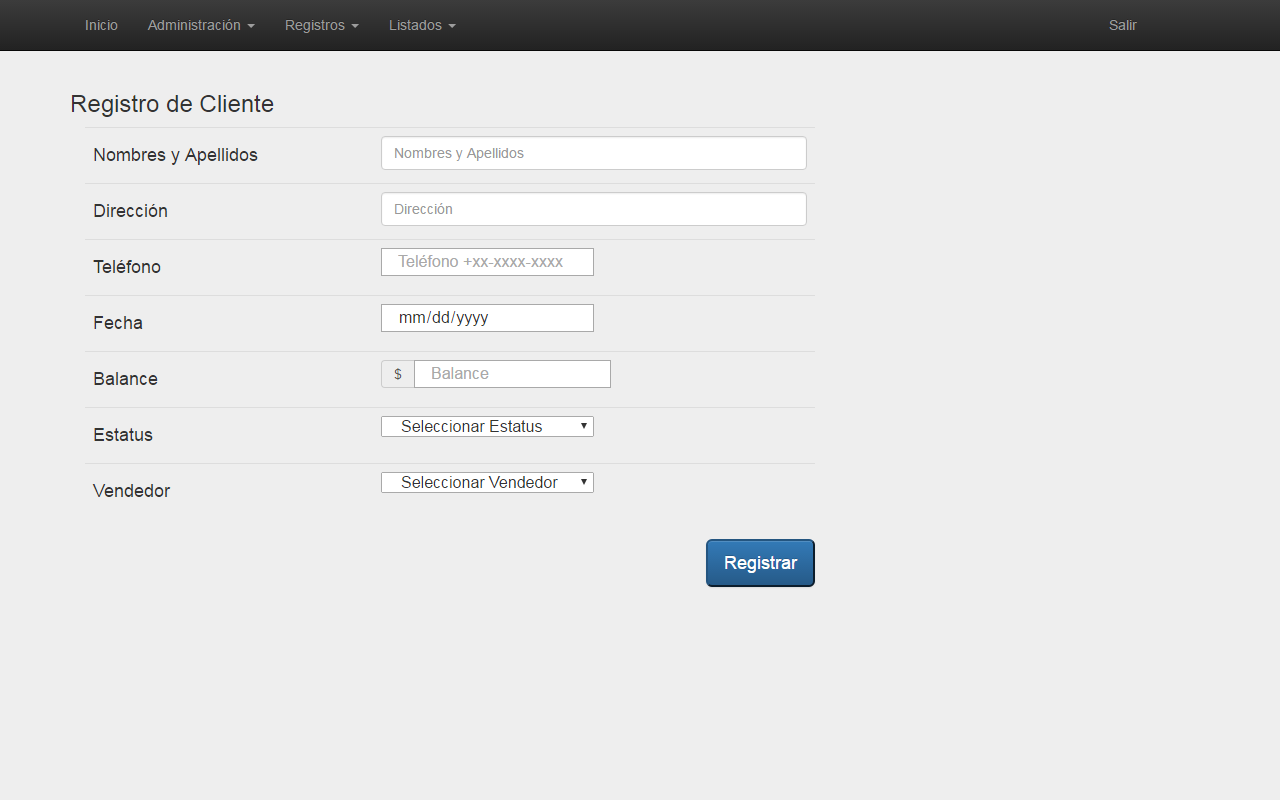 Inicio Administración Registros Listados Salir
Registro de Cliente
Nombres y Apellidos Nombres y Apellidos
Dirección Dirección
Teléfono Teléfono +xx-xxxx-xxxx
Fecha mm/dd/yyyy
Balance $ Balance
Estatus Seleccionar Estatus
Vendedor Seleccionar Vendedor
Registrar